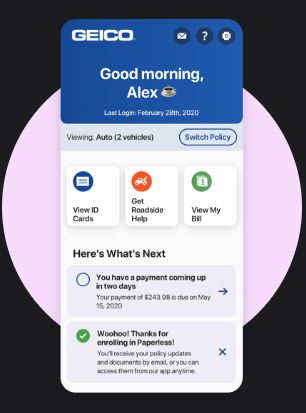 GEICO
Good morning,
Alex ☕
Last Login: February 28th, 2020
Viewing: Auto (2 vehicles)
Switch Policy
View ID
Cards
Get
Roadside
Help
View My
Bill
Here's What's Next
You have a payment coming up
in two days
Your payment of $243.98 is due on May
15, 2020
Woohoo! Thanks for
enrolling in Paperless!
You'll receive your policy updates
and documents by email, or you can
access them from our app anytime.